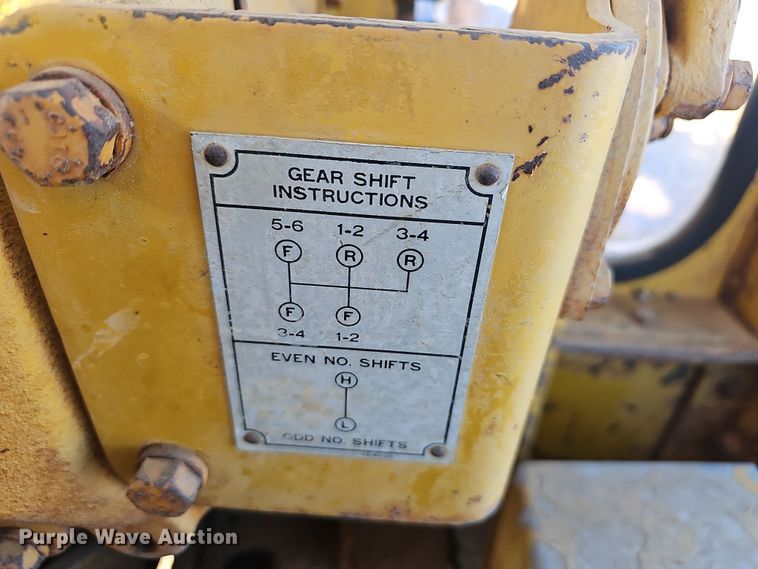 GEAR SHIFT
INSTRUCTIONS
5-6 1-2 3-4
F R R
F F
3-4 1-2
EVEN NO. SHIFTS
H
L
ODD NO. SHIFTS
Purple Wave Auction